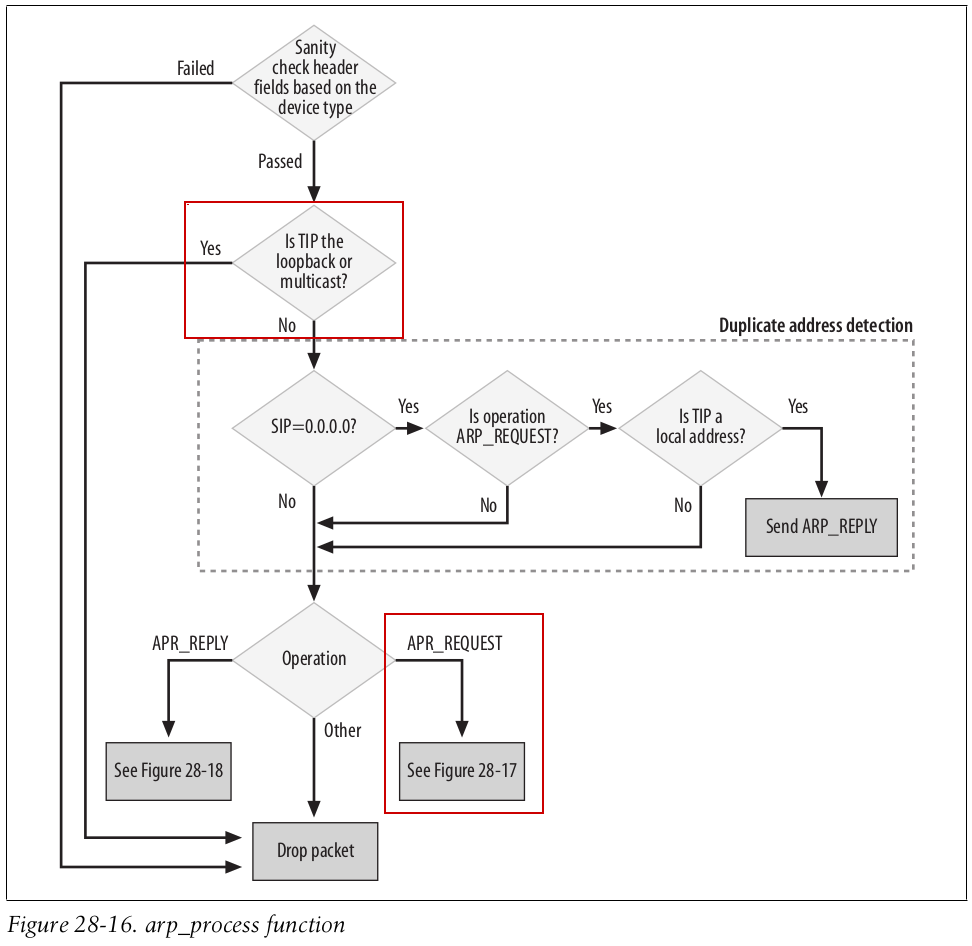 Sanity
check header
fields based on the
device type
Failed
Passed
Is TIP the
loopback or
multicast?
Yes
No
Duplicate address detection
SIP=0.0.0.0?
Yes
Is operation
ARP_REQUEST?
Yes
Is TIP a
local address?
Yes
No
No
No
Send ARP_REPLY
APR_REPLY
Operation
APR_REQUEST
Other
See Figure 28-18
See Figure 28-17
Drop packet
Figure 28-16. arp_process function